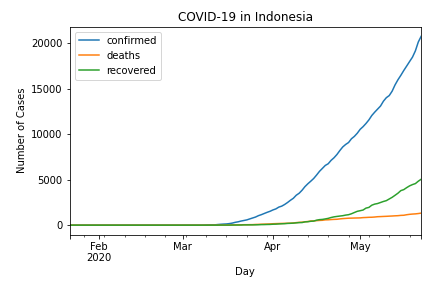 COVID-19 in Indonesia
confirmed
deaths
recovered
Number of Cases
20000
15000
10000
5000
0
Feb
2020
Mar
Apr
May
Day